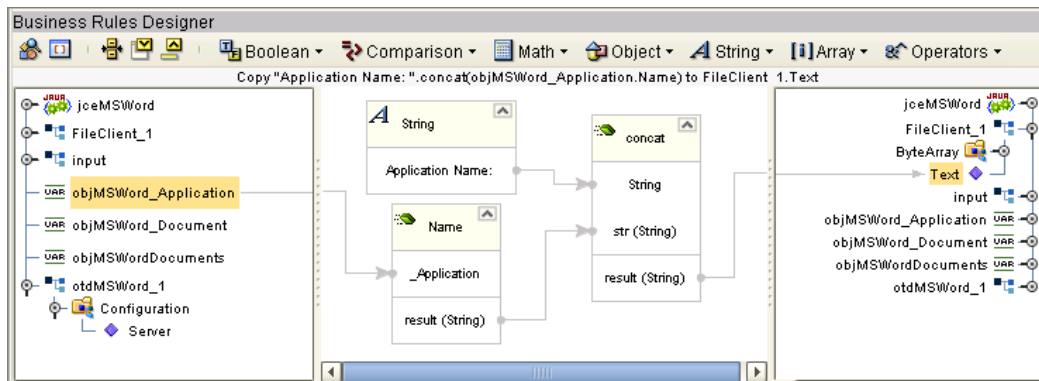 Business Rules Designer
Boolean Comparison Math Object String Array Operators
Copy "Application Name: ".concat(objMSWord_Application.Name) to FileClient_1.Text
jceMSWord
FileClient_1
input
objMSWord_Application
objMSWord_Document
objMSWordDocuments
otdMSWord_1
Configuration
Server
String
Application Name:
Name
_Application
result (String)
concat
String
str (String)
result (String)
jceMSWord
FileClient_1
ByteArray
Text
input
objMSWord_Application
objMSWord_Document
objMSWordDocuments
otdMSWord_1